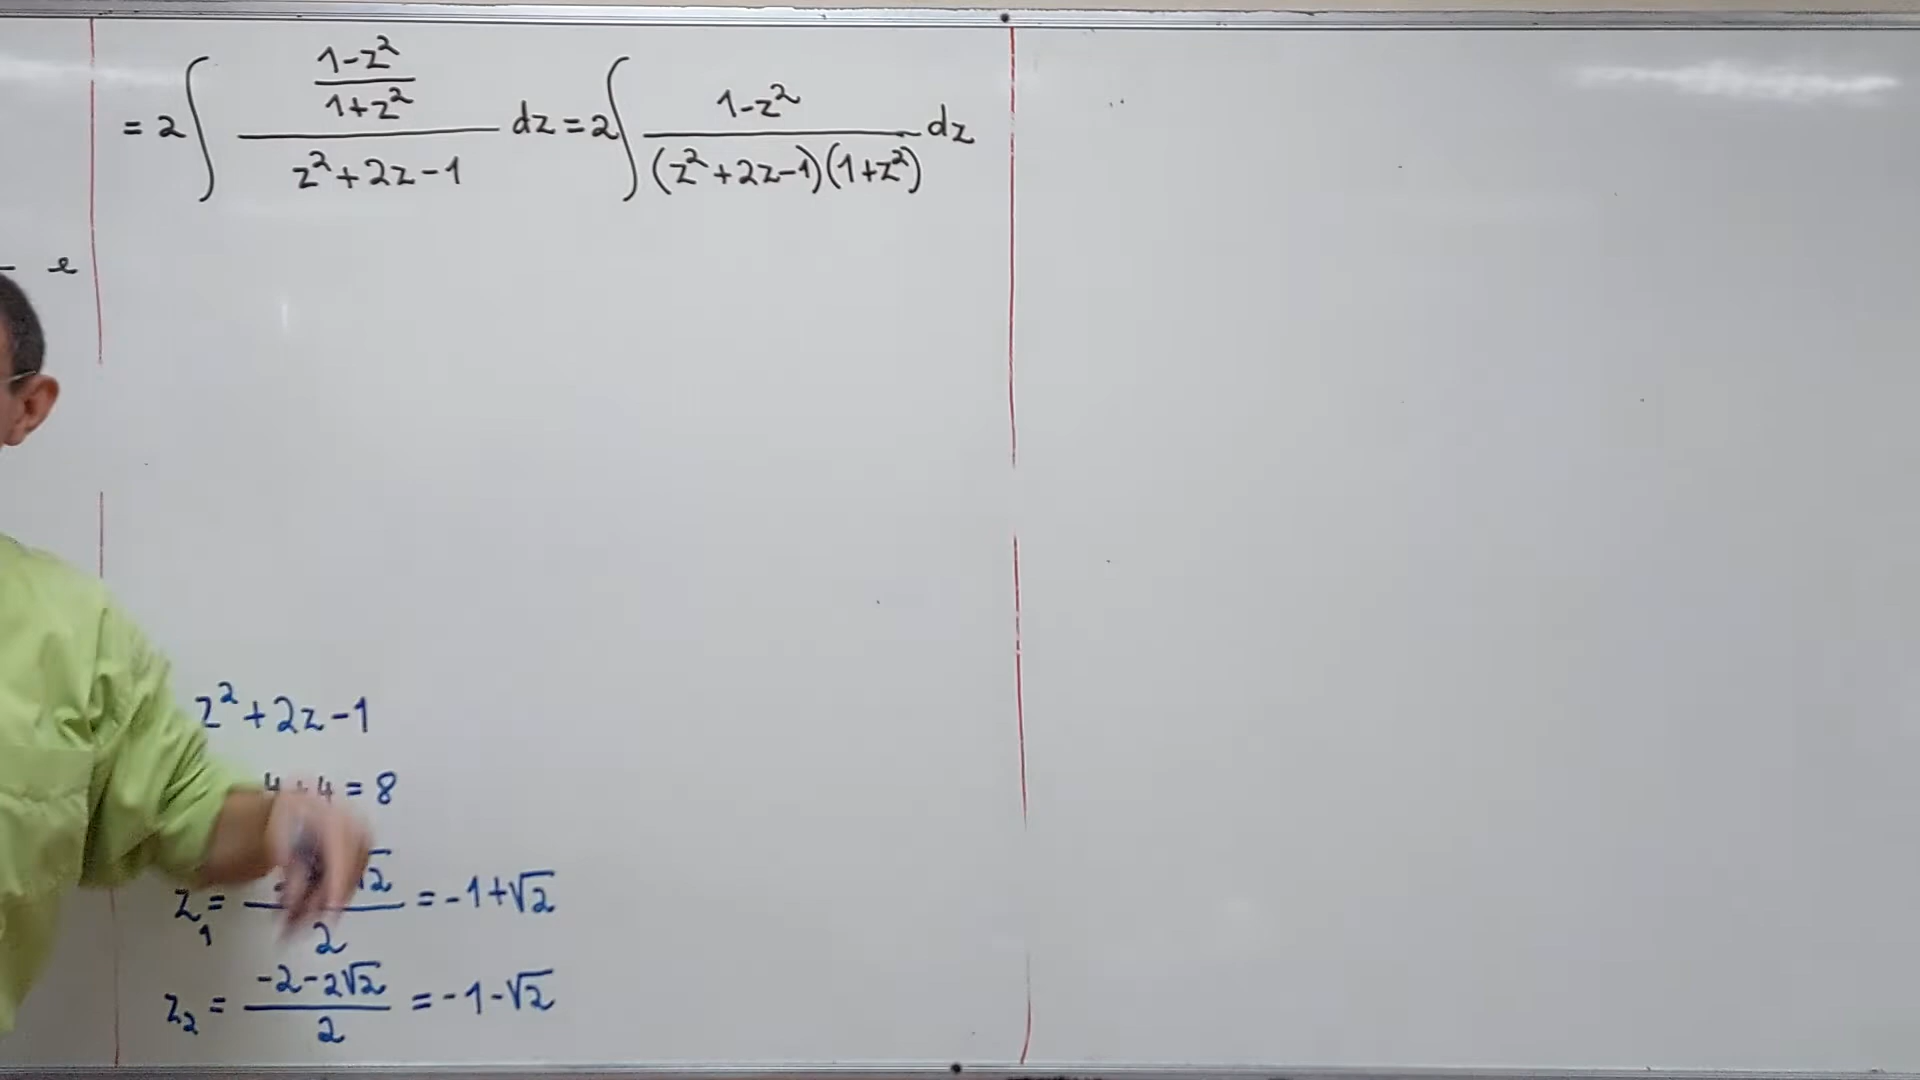 = 2 ∫ ((1-z²)/(1+z²))/(z²+2z-1) dz = 2 ∫ (1-z²)/((z²+2z-1)(1+z²)) dz
e
z²+2z-1
4+4 = 8
z₁ = √2/2 = -1+√2
z₂ = (-2-2√2)/2 = -1-√2